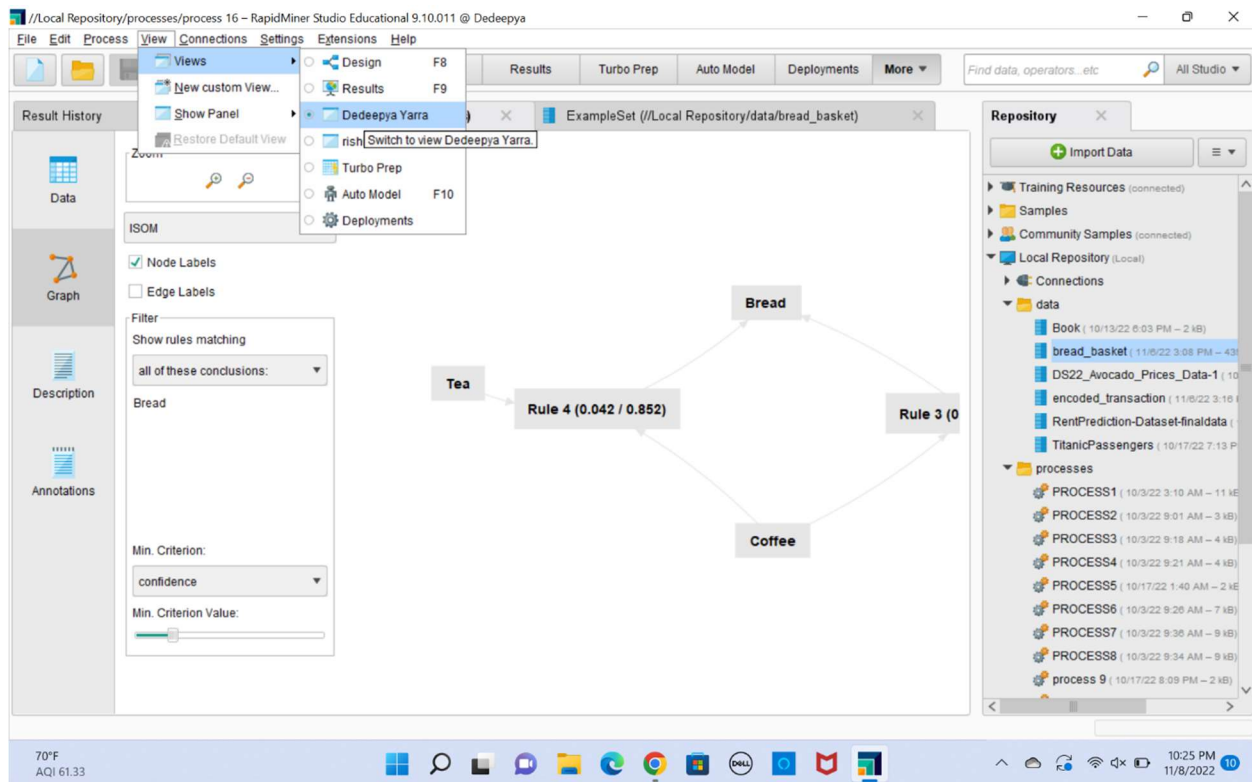 //Local Repository/processes/process 16 – RapidMiner Studio Educational 9.10.011 @ Dedeepya
File Edit Process View Connections Settings Extensions Help
Views
New custom View...
Show Panel
Restore Default View
Design F8
Results F9
Dedeepya Yarra
rish
Switch to view Dedeepya Yarra.
Turbo Prep
Auto Model F10
Deployments
Results Turbo Prep Auto Model Deployments More
Find data, operators...etc All Studio
Result History
ExampleSet (//Local Repository/data/bread_basket)
Data
Graph
Description
Annotations
Zoom
ISOM
Node Labels
Edge Labels
Filter
Show rules matching
all of these conclusions:
Bread
Min. Criterion:
confidence
Min. Criterion Value:
Bread
Tea
Rule 4 (0.042 / 0.852)
Rule 3 (0
Coffee
Repository
Import Data
Training Resources (connected)
Samples
Community Samples (connected)
Local Repository (Local)
Connections
data
Book ( 10/13/22 6:03 PM – 2 kB)
bread_basket ( 11/6/22 3:08 PM – 43
DS22_Avocado_Prices_Data-1 ( 10
encoded_transaction ( 11/6/22 3:16
RentPrediction-Dataset-finaldata (
TitanicPassengers ( 10/17/22 7:13 P
processes
PROCESS1 ( 10/3/22 3:10 AM – 11 kB
PROCESS2 ( 10/3/22 9:01 AM – 3 kB)
PROCESS3 ( 10/3/22 9:18 AM – 4 kB)
PROCESS4 ( 10/3/22 9:21 AM – 4 kB)
PROCESS5 ( 10/17/22 1:40 AM – 2 kB
PROCESS6 ( 10/3/22 9:26 AM – 7 kB)
PROCESS7 ( 10/3/22 9:36 AM – 9 kB)
PROCESS8 ( 10/3/22 9:34 AM – 9 kB)
process 9 ( 10/17/22 8:09 PM – 2 kB)
70°F
AQI 61.33
DELL
10:25 PM
11/8/2022
10